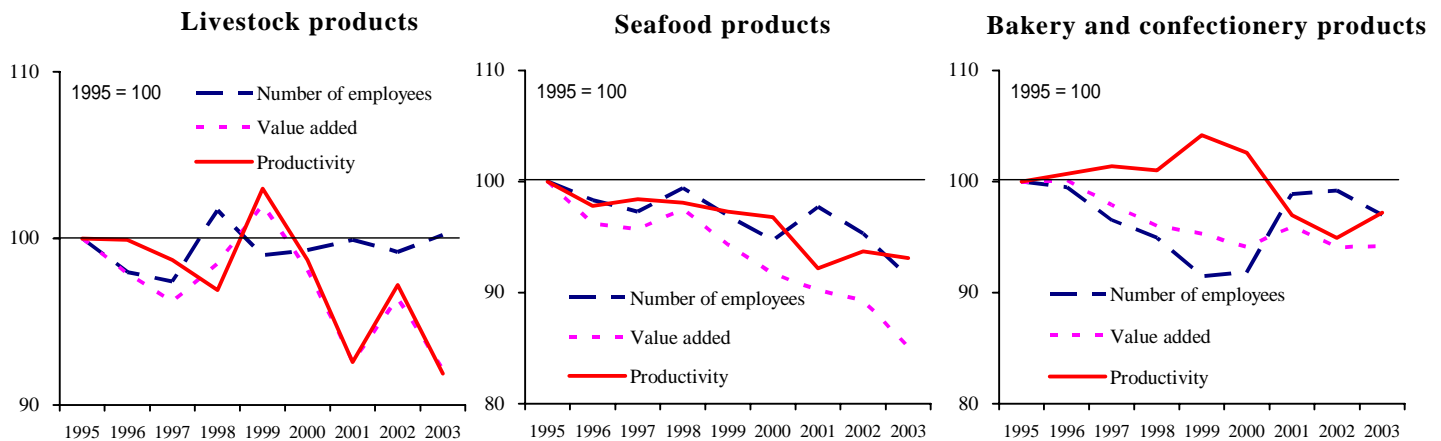 Livestock products
110
1995 = 100
Number of employees
Value added
Productivity
100
90
1995 1996 1997 1998 1999 2000 2001 2002 2003
Seafood products
110
1995 = 100
100
90
Number of employees
Value added
Productivity
80
1995 1996 1997 1998 1999 2000 2001 2002 2003
Bakery and confectionery products
110
1995 = 100
100
90
Number of employees
Value added
Productivity
80
1995 1996 1997 1998 1999 2000 2001 2002 2003